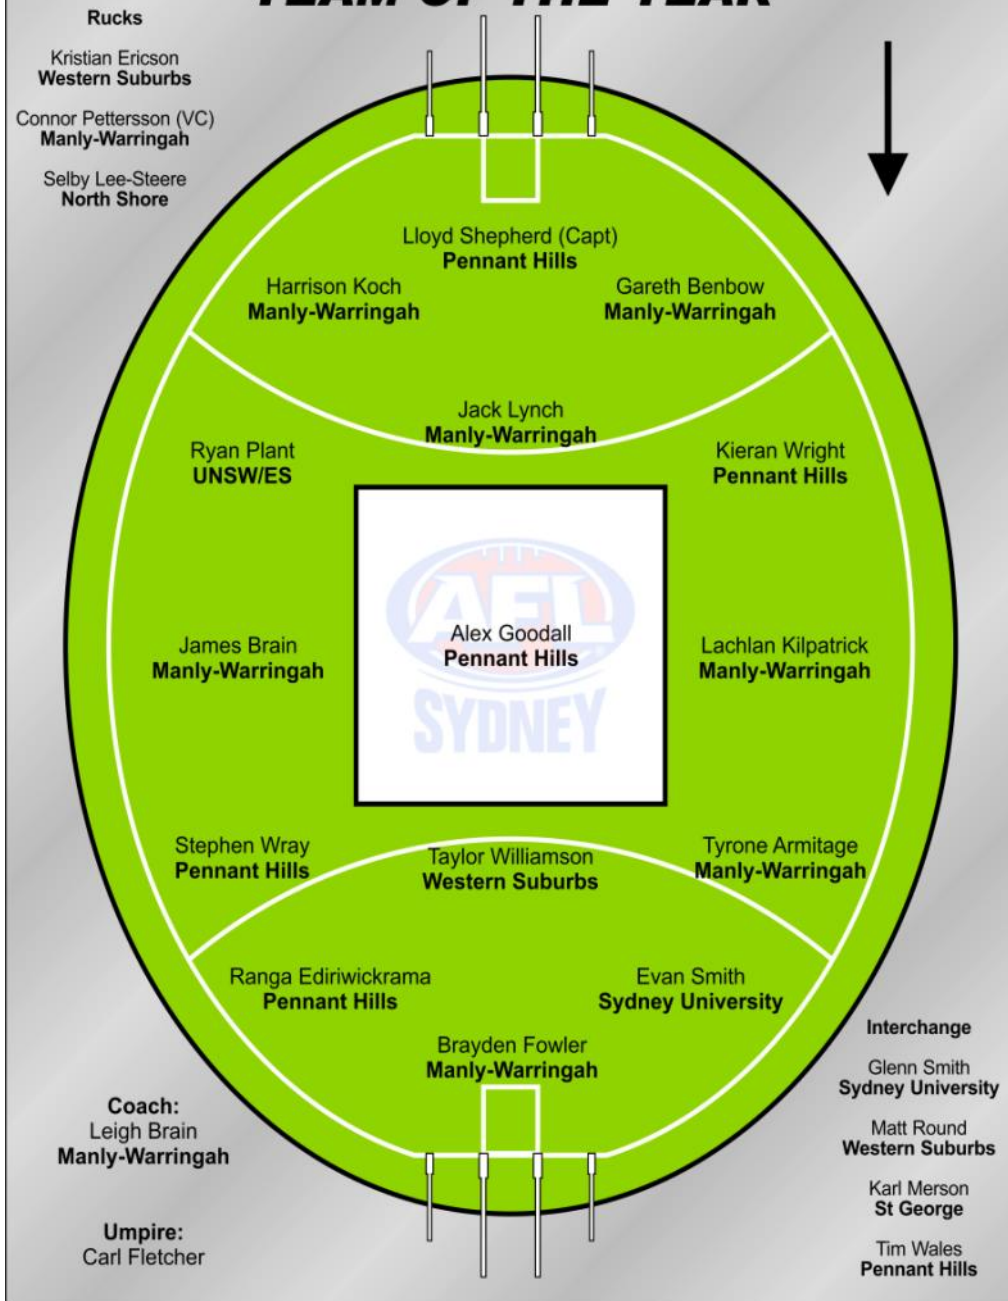 TEAM OF THE YEAR
Rucks
Kristian Ericson
Western Suburbs
Connor Pettersson (VC)
Manly-Warringah
Selby Lee-Steere
North Shore
Lloyd Shepherd (Capt)
Pennant Hills
Harrison Koch
Manly-Warringah
Gareth Benbow
Manly-Warringah
Jack Lynch
Manly-Warringah
Ryan Plant
UNSW/ES
Kieran Wright
Pennant Hills
AFL
SYDNEY
James Brain
Manly-Warringah
Alex Goodall
Pennant Hills
Lachlan Kilpatrick
Manly-Warringah
Stephen Wray
Pennant Hills
Taylor Williamson
Western Suburbs
Tyrone Armitage
Manly-Warringah
Ranga Ediriwickrama
Pennant Hills
Evan Smith
Sydney University
Brayden Fowler
Manly-Warringah
Coach:
Leigh Brain
Manly-Warringah
Umpire:
Carl Fletcher
Interchange
Glenn Smith
Sydney University
Matt Round
Western Suburbs
Karl Merson
St George
Tim Wales
Pennant Hills